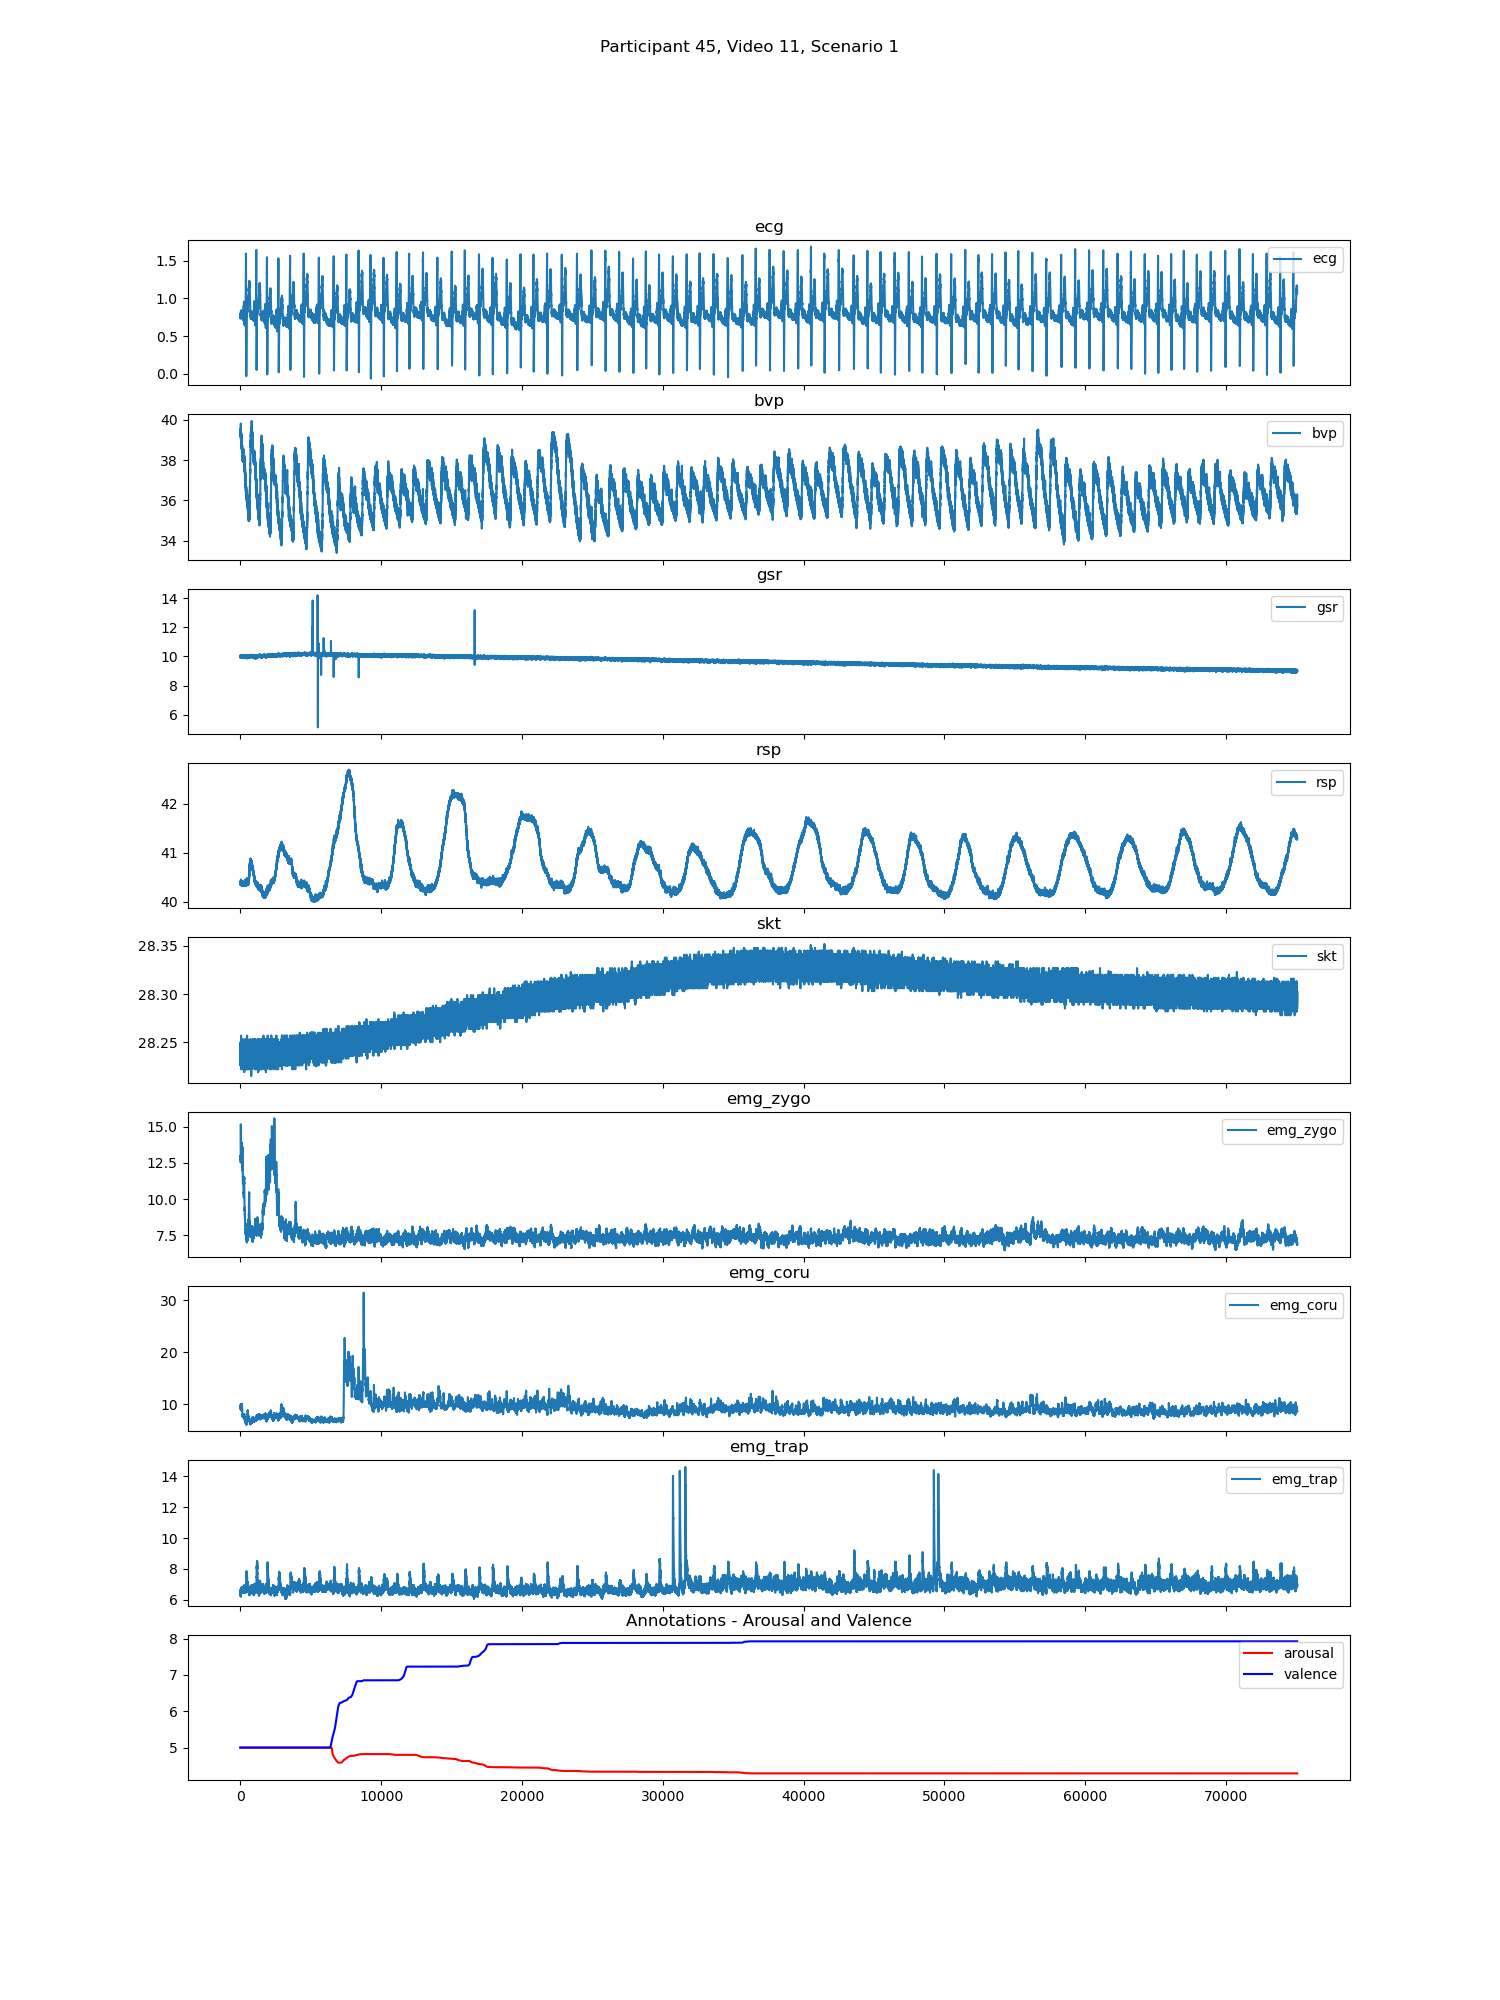 Participant 45, Video 11, Scenario 1
ecg
1.5
1.0
0.5
0.0
ecg
bvp
40
38
36
34
bvp
gsr
14
12
10
8
6
gsr
rsp
42
41
40
rsp
skt
28.35
28.30
28.25
skt
emg_zygo
15.0
12.5
10.0
7.5
emg_zygo
emg_coru
30
20
10
emg_coru
emg_trap
14
12
10
8
6
emg_trap
Annotations - Arousal and Valence
8
7
6
5
arousal
valence
0 10000 20000 30000 40000 50000 60000 70000